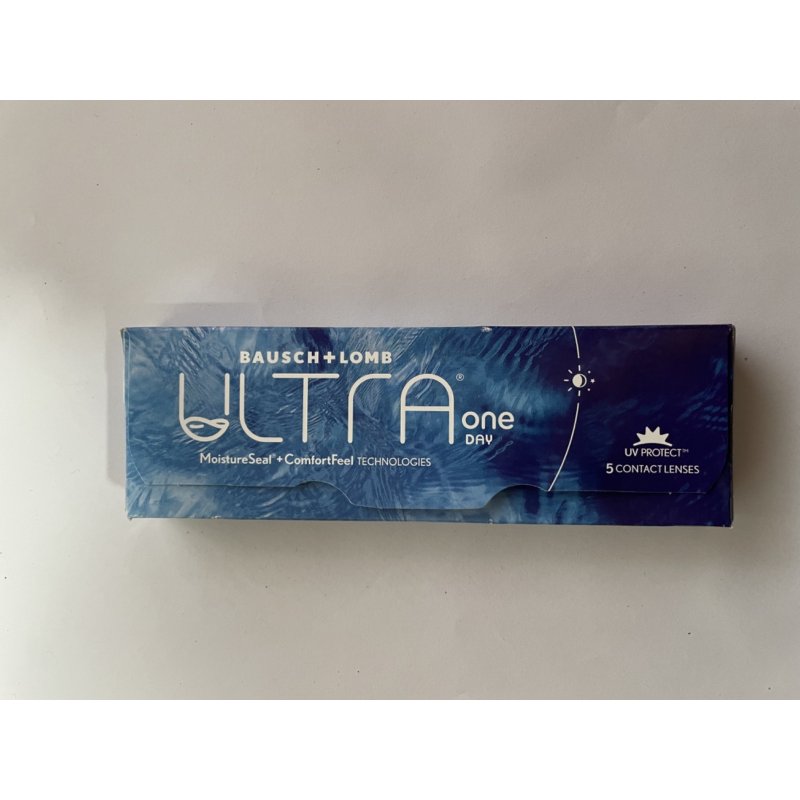 BAUSCH+LOMB
ULTRA® one
DAY
MoistureSeal® + ComfortFeel TECHNOLOGIES
UV PROTECT™
5 CONTACT LENSES